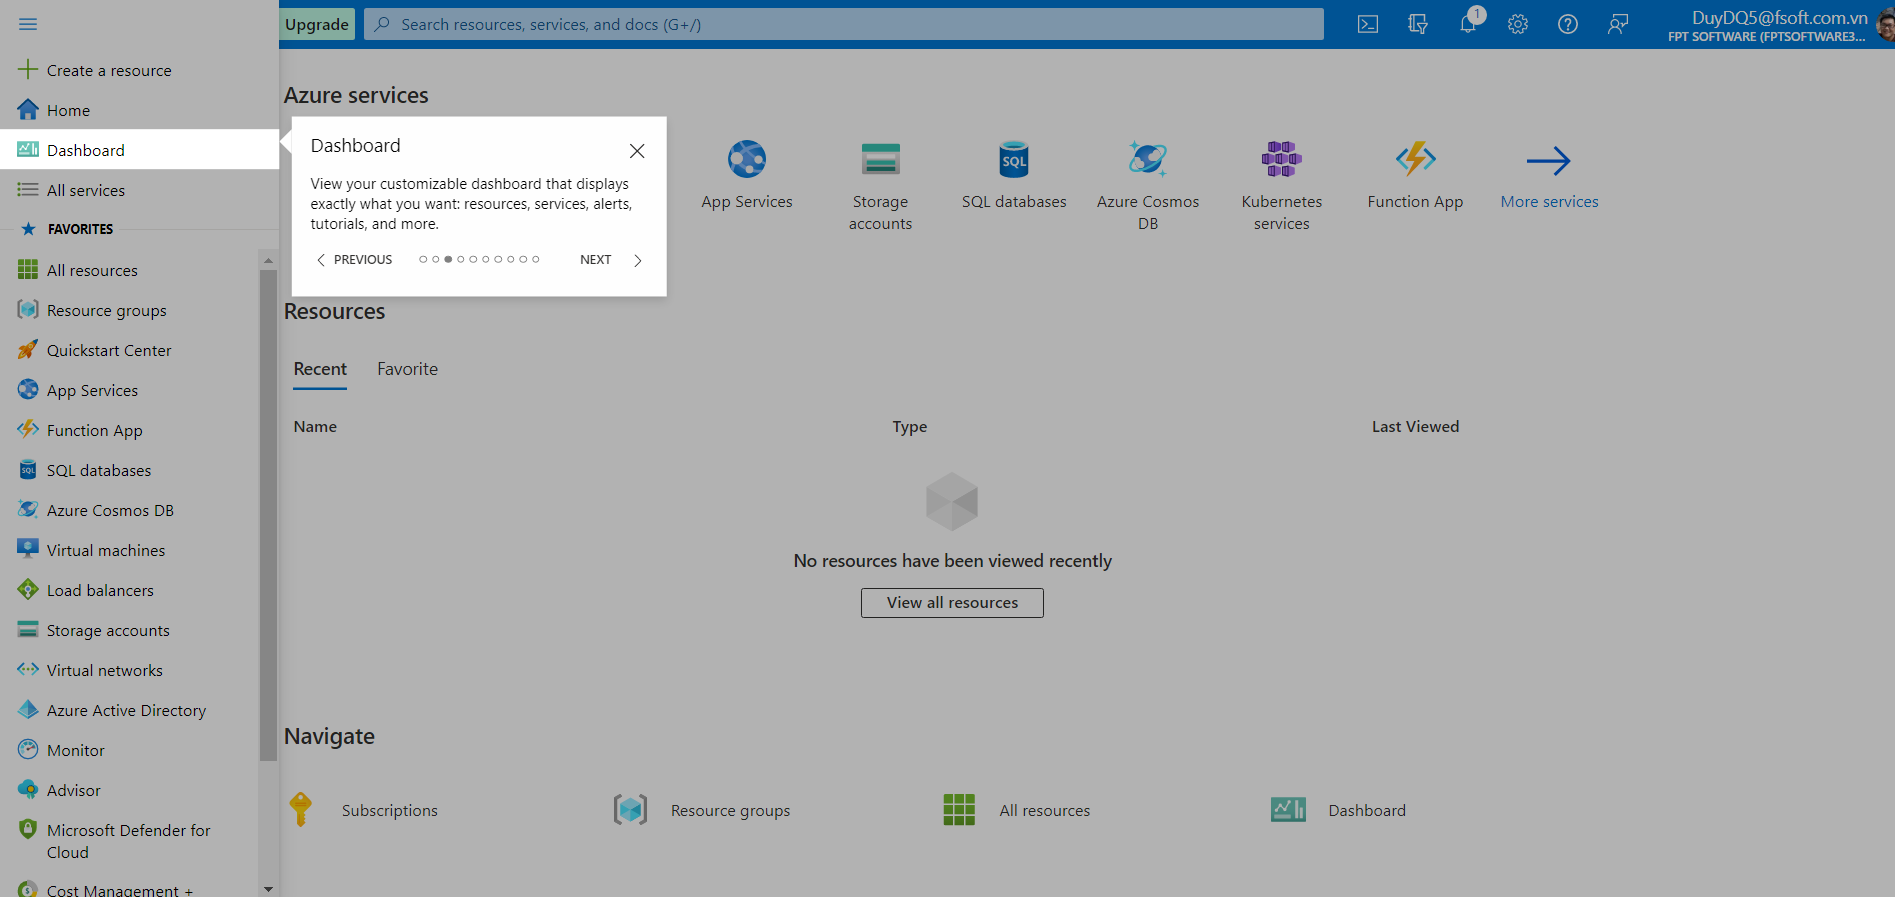 Upgrade
Search resources, services, and docs (G+/)
1
DuyDQ5@fsoft.com.vn
FPT SOFTWARE (FPTSOFTWARE3...
Create a resource
Home
Dashboard
All services
FAVORITES
All resources
Resource groups
Quickstart Center
App Services
Function App
SQL databases
Azure Cosmos DB
Virtual machines
Load balancers
Storage accounts
Virtual networks
Azure Active Directory
Monitor
Advisor
Microsoft Defender for
Cloud
Cost Management +
Azure services
Dashboard
View your customizable dashboard that displays
exactly what you want: resources, services, alerts,
tutorials, and more.
PREVIOUS
NEXT
App Services
Storage
accounts
SQL databases
Azure Cosmos
DB
Kubernetes
services
Function App
More services
Resources
Recent
Favorite
Name
Type
Last Viewed
No resources have been viewed recently
View all resources
Navigate
Subscriptions
Resource groups
All resources
Dashboard